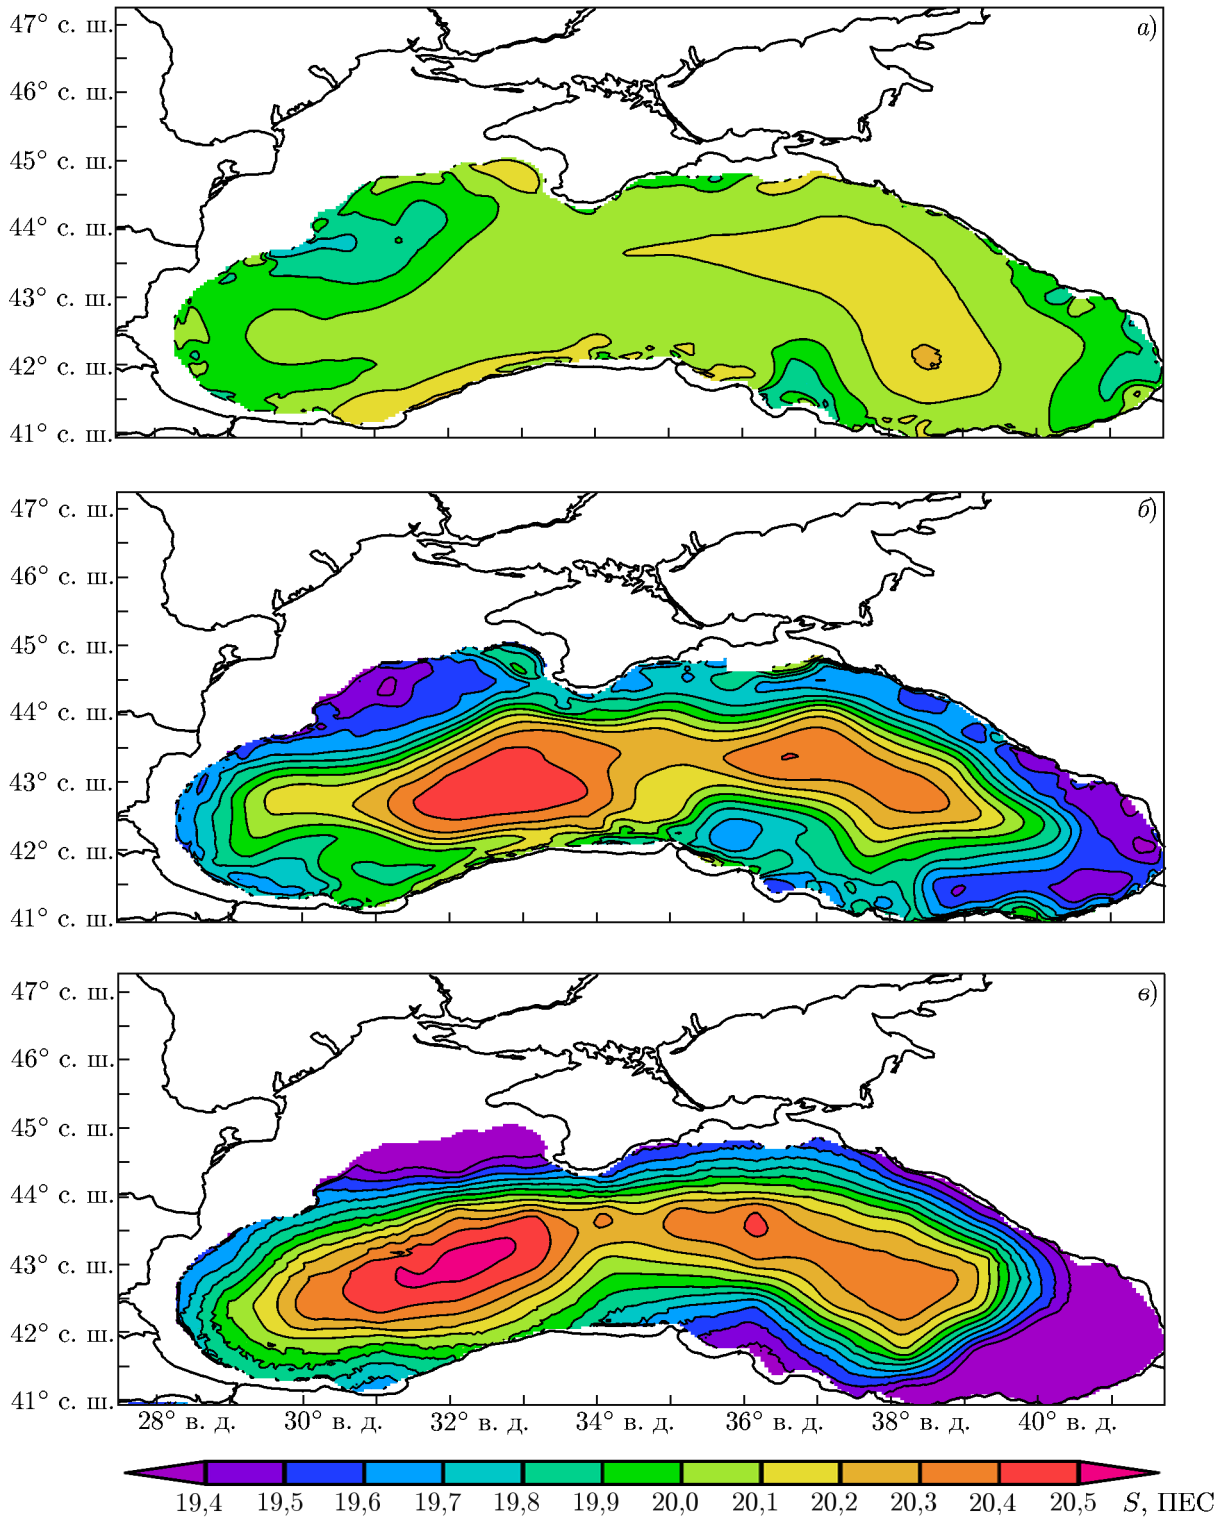 а)
47° с. ш.
46° с. ш.
45° с. ш.
44° с. ш.
43° с. ш.
42° с. ш.
41° с. ш.
б)
47° с. ш.
46° с. ш.
45° с. ш.
44° с. ш.
43° с. ш.
42° с. ш.
41° с. ш.
в)
47° с. ш.
46° с. ш.
45° с. ш.
44° с. ш.
43° с. ш.
42° с. ш.
41° с. ш.
28° в. д. 30° в. д. 32° в. д. 34° в. д. 36° в. д. 38° в. д. 40° в. д.
19,4 19,5 19,6 19,7 19,8 19,9 20,0 20,1 20,2 20,3 20,4 20,5 S, ПЕС